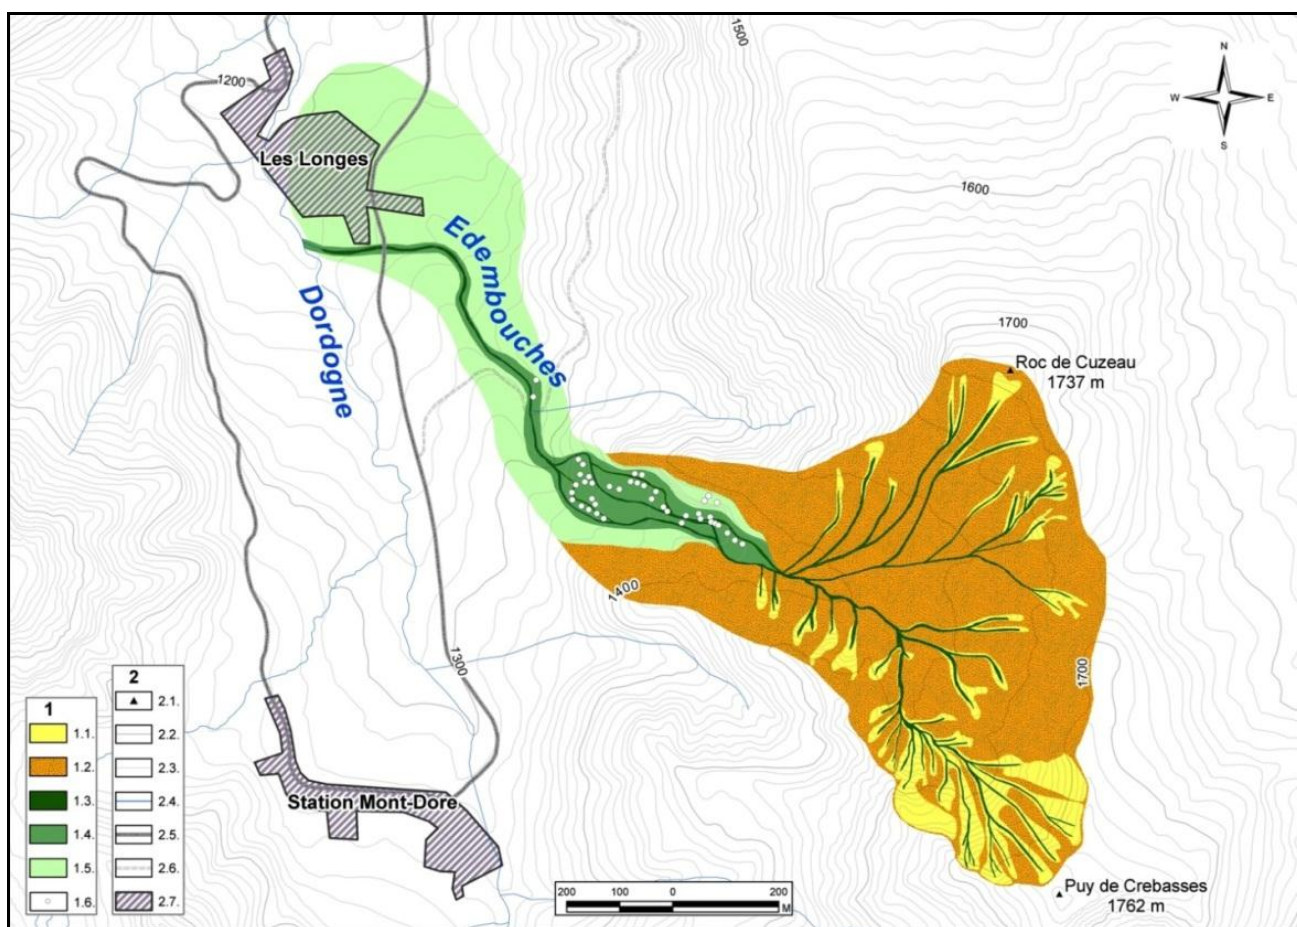 1500
N
W
E
S
1200
Les Longes
1600
Edembouches
Dordogne
1700
Roc de Cuzeau
1737 m
1400
1300
1700
1
1.1.
1.2.
1.3.
1.4.
1.5.
1.6.
2
2.1.
2.2.
2.3.
2.4.
2.5.
2.6.
2.7.
Station Mont-Dore
Puy de Crebasses
1762 m
200 100 0 200
M